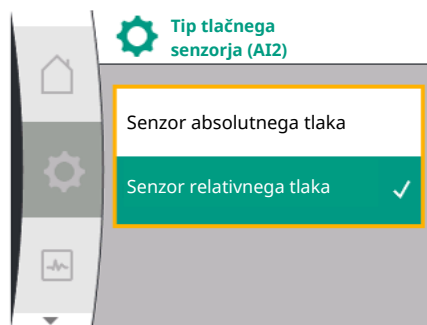 Tip tlačnega
senzorja (AI2)
Senzor absolutnega tlaka
Senzor relativnega tlaka